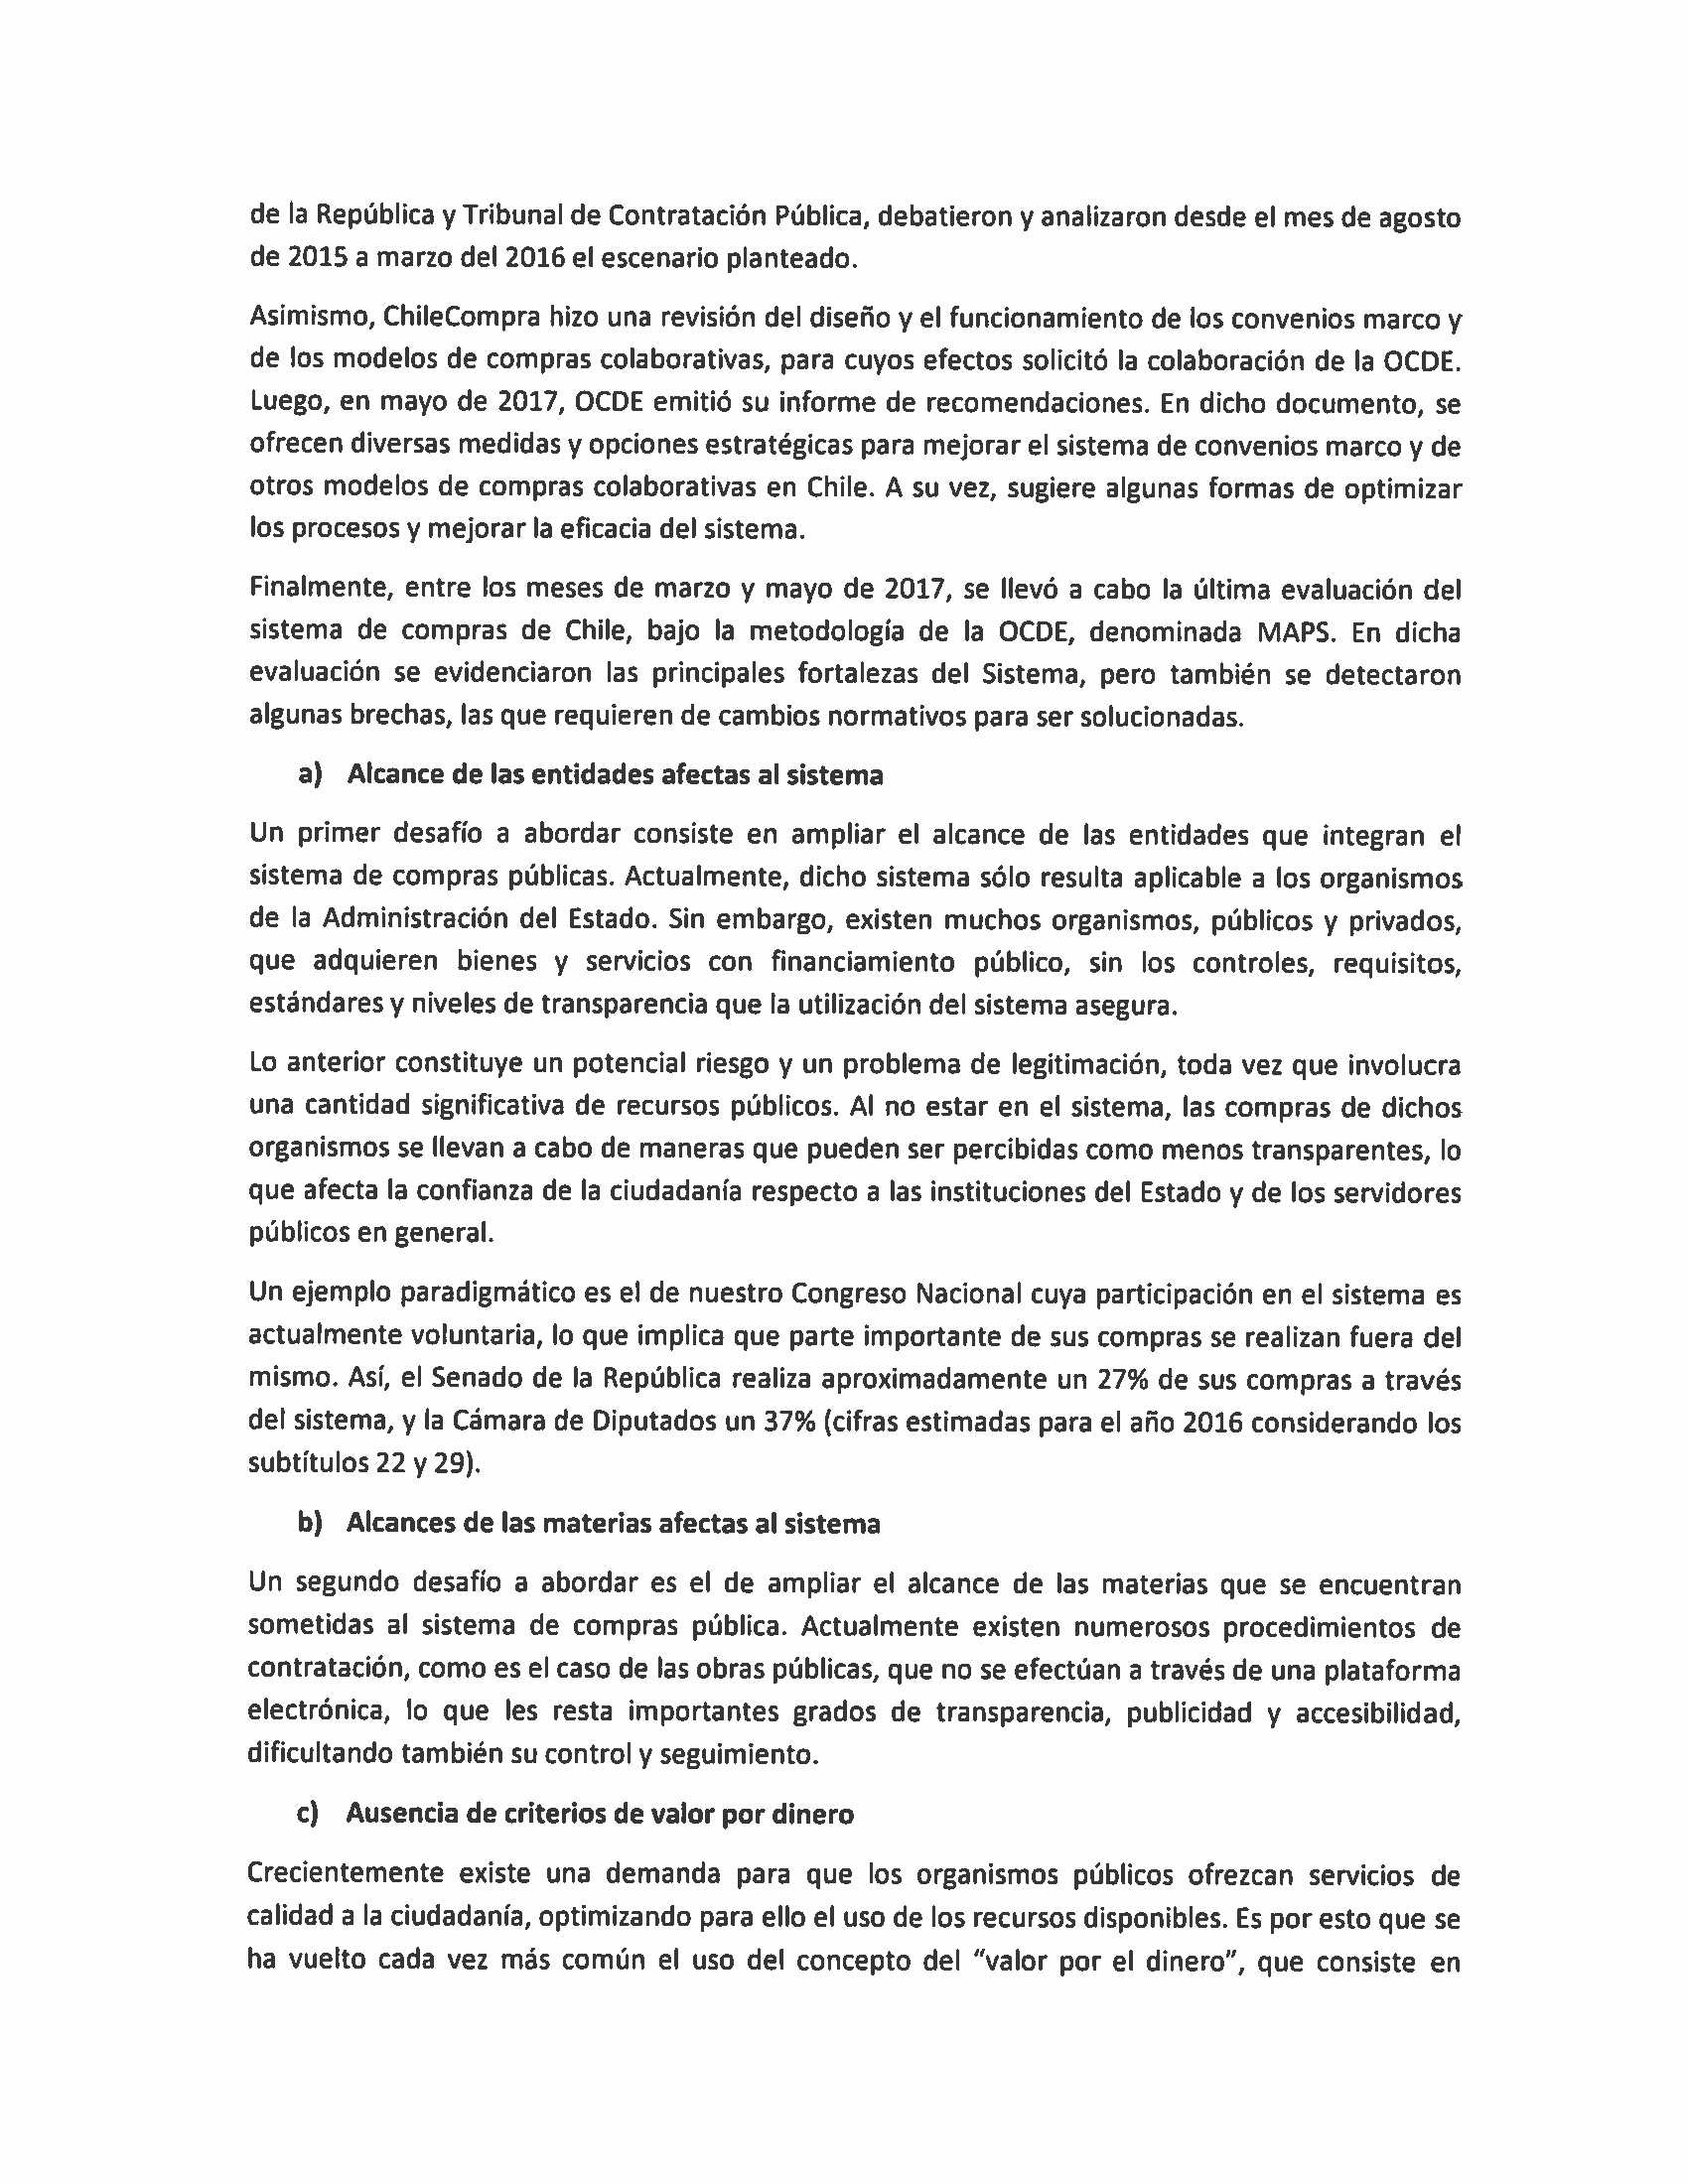 de la República y Tribunal de Contratación Pública, debatieron y analizaron desde el mes de agosto
de 2015 a marzo del 2016 el escenario planteado.
Asimismo, ChileCompra hizo una revisión del diseño y el funcionamiento de los convenios marco y
de los modelos de compras colaborativas, para cuyos efectos solicitó la colaboración de la OCDE.
Luego, en mayo de 2017, OCDE emitió su informe de recomendaciones. En dicho documento, se
ofrecen diversas medidas y opciones estratégicas para mejorar el sistema de convenios marco y de
otros modelos de compras colaborativas en Chile. A su vez, sugiere algunas formas de optimizar
los procesos y mejorar la eficacia del sistema.
Finalmente, entre los meses de marzo y mayo de 2017, se llevó a cabo la última evaluación del
sistema de compras de Chile, bajo la metodología de la OCDE, denominada MAPS. En dicha
evaluación se evidenciaron las principales fortalezas del Sistema, pero también se detectaron
algunas brechas, las que requieren de cambios normativos para ser solucionadas.
a) Alcance de las entidades afectas al sistema
Un primer desafío a abordar consiste en ampliar el alcance de las entidades que integran el
sistema de compras públicas. Actualmente, dicho sistema sólo resulta aplicable a los organismos
de la Administración del Estado. Sin embargo, existen muchos organismos, públicos y privados,
que adquieren bienes y servicios con financiamiento público, sin los controles, requisitos,
estándares y niveles de transparencia que la utilización del sistema asegura.
Lo anterior constituye un potencial riesgo y un problema de legitimación, toda vez que involucra
una cantidad significativa de recursos públicos. Al no estar en el sistema, las compras de dichos
organismos se llevan a cabo de maneras que pueden ser percibidas como menos transparentes, lo
que afecta la confianza de la ciudadanía respecto a las instituciones del Estado y de los servidores
públicos en general.
Un ejemplo paradigmático es el de nuestro Congreso Nacional cuya participación en el sistema es
actualmente voluntaria, lo que implica que parte importante de sus compras se realizan fuera del
mismo. Así, el Senado de la República realiza aproximadamente un 27% de sus compras a través
del sistema, y la Cámara de Diputados un 37% (cifras estimadas para el año 2016 considerando los
subtítulos 22 y 29).
b) Alcances de las materias afectas al sistema
Un segundo desafío a abordar es el de ampliar el alcance de las materias que se encuentran
sometidas al sistema de compras pública. Actualmente existen numerosos procedimientos de
contratación, como es el caso de las obras públicas, que no se efectúan a través de una plataforma
electrónica, lo que les resta importantes grados de transparencia, publicidad y accesibilidad,
dificultando también su control y seguimiento.
c) Ausencia de criterios de valor por dinero
Crecientemente existe una demanda para que los organismos públicos ofrezcan servicios de
calidad a la ciudadanía, optimizando para ello el uso de los recursos disponibles. Es por esto que se
ha vuelto cada vez más común el uso del concepto del "valor por el dinero", que consiste en